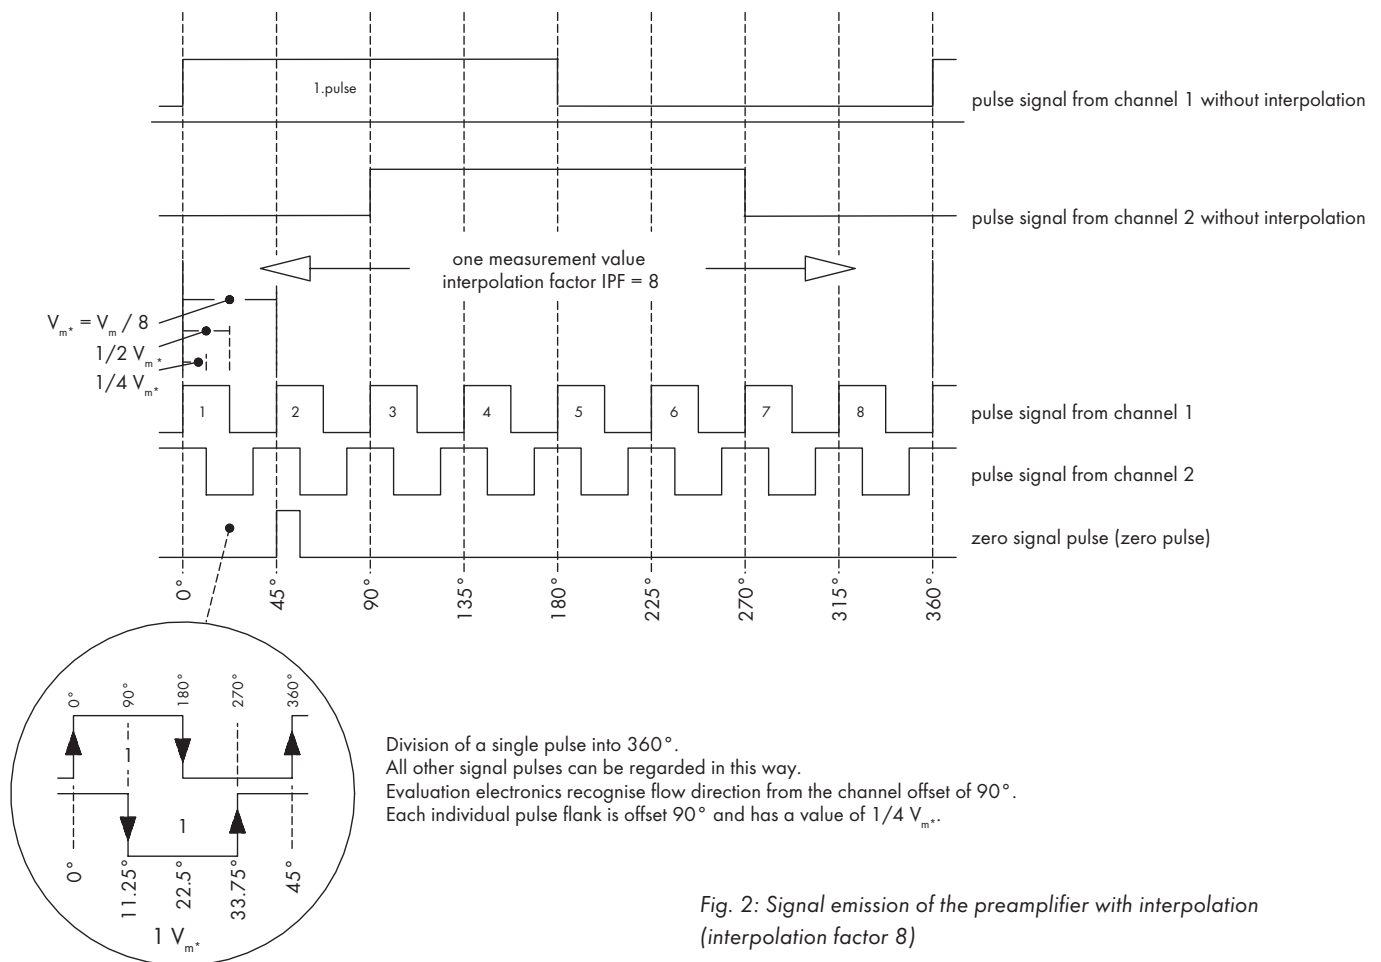 1.pulse
pulse signal from channel 1 without interpolation
pulse signal from channel 2 without interpolation
one measurement value
interpolation factor IPF = 8
Vm* = Vm / 8
1/2 Vm*
1/4 Vm*
1 2 3 4 5 6 7 8
pulse signal from channel 1
pulse signal from channel 2
zero signal pulse (zero pulse)
0° 45° 90° 135° 180° 225° 270° 315° 360°
0° 90° 180° 270° 360°
1
1
0° 11.25° 22.5° 33.75° 45°
1 Vm*
Division of a single pulse into 360°.
All other signal pulses can be regarded in this way.
Evaluation electronics recognise flow direction from the channel offset of 90°.
Each individual pulse flank is offset 90° and has a value of 1/4 Vm*.
Fig. 2: Signal emission of the preamplifier with interpolation
(interpolation factor 8)